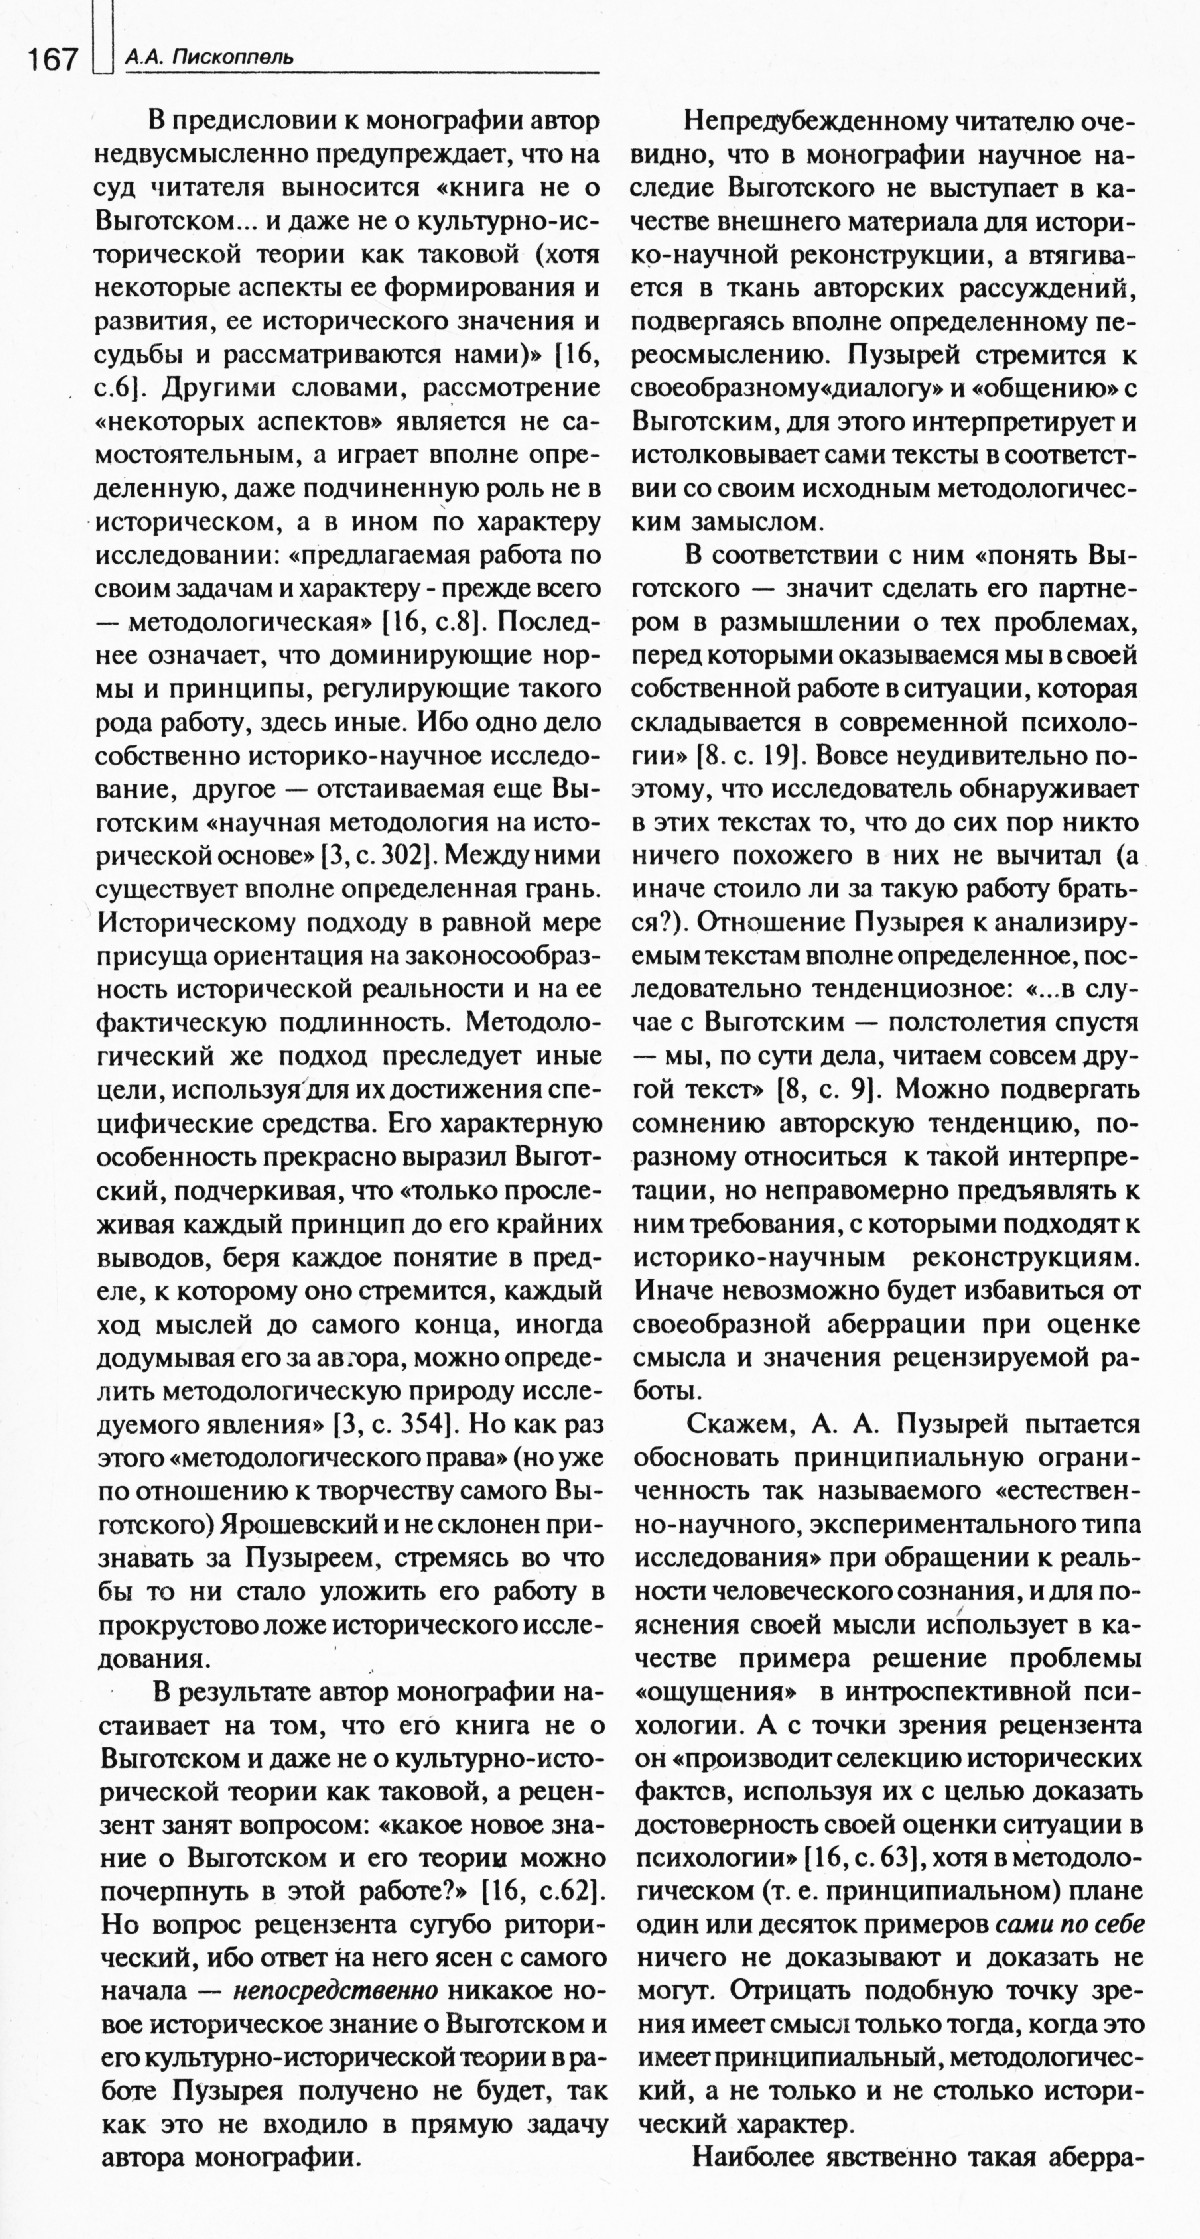 167
А.А. Пископпель
В предисловии к монографии автор
недвусмысленно предупреждает, что на
суд читателя выносится «книга не о
Выготском... и даже не о культурно-ис-
торической теории как таковой (хотя
некоторые аспекты ее формирования и
развития, ее исторического значения и
судьбы и рассматриваются нами)» [16,
с.6]. Другими словами, рассмотрение
«некоторых аспектов» является не са-
мостоятельным, а играет вполне опре-
деленную, даже подчиненную роль не в
историческом, а в ином по характеру
исследовании: «предлагаемая работа по
своим задачам и характеру - прежде всего
— методологическая» [16, с.8]. Послед-
нее означает, что доминирующие нор-
мы и принципы, регулирующие такого
рода работу, здесь иные. Ибо одно дело
собственно историко-научное исследо-
вание, другое — отстаиваемая еще Вы-
готским «научная методология на исто-
рической основе» [3, с. 302]. Между ними
существует вполне определенная грань.
Историческому подходу в равной мере
присуща ориентация на законосообраз-
ность исторической реальности и на ее
фактическую подлинность. Методоло-
гический же подход преследует иные
цели, используя для их достижения спе-
цифические средства. Его характерную
особенность прекрасно выразил Выгот-
ский, подчеркивая, что «только просле-
живая каждый принцип до его крайних
выводов, беря каждое понятие в пред-
еле, к которому оно стремится, каждый
ход мыслей до самого конца, иногда
додумывая его за автора, можно опреде-
лить методологическую природу иссле-
дуемого явления» [3, с. 354]. Но как раз
этого «методологического права» (но уже
по отношению к творчеству самого Вы-
готского) Ярошевский и не склонен при-
знавать за Пузыреем, стремясь во что
бы то ни стало уложить его работу в
прокрустово ложе исторического иссле-
дования.
В результате автор монографии на-
стаивает на том, что его книга не о
Выготском и даже не о культурно-исто-
рической теории как таковой, а рецен-
зент занят вопросом: «какое новое зна-
ние о Выготском и его теории можно
почерпнуть в этой работе?» [16, с.62].
Но вопрос рецензента сугубо ритори-
ческий, ибо ответ на него ясен с самого
начала — непосредственно никакое но-
вое историческое знание о Выготском и
его культурно-исторической теории в ра-
боте Пузырея получено не будет, так
как это не входило в прямую задачу
автора монографии.
Непредубежденному читателю оче-
видно, что в монографии научное на-
следие Выготского не выступает в ка-
честве внешнего материала для истори-
ко-научной реконструкции, а втягива-
ется в ткань авторских рассуждений,
подвергаясь вполне определенному пе-
реосмыслению. Пузырей стремится к
своеобразному«диалогу» и «общению» с
Выготским, для этого интерпретирует и
истолковывает сами тексты в соответст-
вии со своим исходным методологичес-
ким замыслом.
В соответствии с ним «понять Вы-
готского — значит сделать его партне-
ром в размышлении о тех проблемах,
перед которыми оказываемся мы в своей
собственной работе в ситуации, которая
складывается в современной психоло-
гии» [8. с. 19]. Вовсе неудивительно по-
этому, что исследователь обнаруживает
в этих текстах то, что до сих пор никто
ничего похожего в них не вычитал (а
иначе стоило ли за такую работу брать-
ся?). Отношение Пузырея к анализиру-
емым текстам вполне определенное, пос-
ледовательно тенденциозное: «...в слу-
чае с Выготским — полстолетия спустя
— мы, по сути дела, читаем совсем дру-
гой текст» [8, с. 9]. Можно подвергать
сомнению авторскую тенденцию, по-
разному относиться к такой интерпре-
тации, но неправомерно предъявлять к
ним требования, с которыми подходят к
историко-научным реконструкциям.
Иначе невозможно будет избавиться от
своеобразной аберрации при оценке
смысла и значения рецензируемой ра-
боты.
Скажем, А. А. Пузырей пытается
обосновать принципиальную ограни-
ченность так называемого «естествен-
но-научного, экспериментального типа
исследования» при обращении к реаль-
ности человеческого сознания, и для по-
яснения своей мысли использует в ка-
честве примера решение проблемы
«ощущения» в интроспективной пси-
хологии. А с точки зрения рецензента
он «производит селекцию исторических
фактов, используя их с целью доказать
достоверность своей оценки ситуации в
психологии» [16, с. 63], хотя в методоло-
гическом (т. е. принципиальном) плане
один или десяток примеров сами по себе
ничего не доказывают и доказать не
могут. Отрицать подобную точку зре-
ния имеет смысл только тогда, когда это
имеет принципиальный, методологичес-
кий, а не только и не столько истори-
ческий характер.
Наиболее явственно такая аберра-